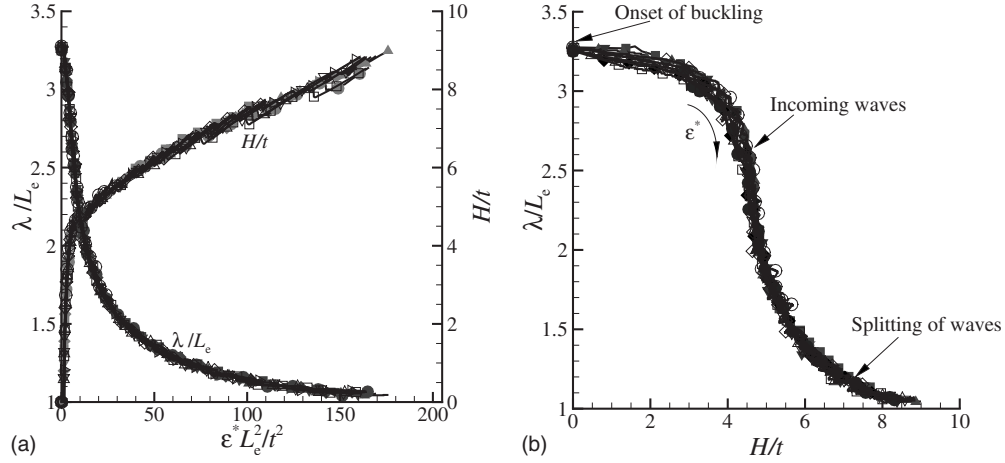 3.5
3
2.5
2
1.5
1
λ/Lₑ
0
50
100
150
200
ε*Lₑ²/t²
10
8
6
4
2
0
H/t
H/t
λ/Lₑ
(a)
3.5
3
2.5
2
1.5
1
λ/Lₑ
0
2
4
6
8
10
H/t
Onset of buckling
Incoming waves
ε*
Splitting of waves
(b)